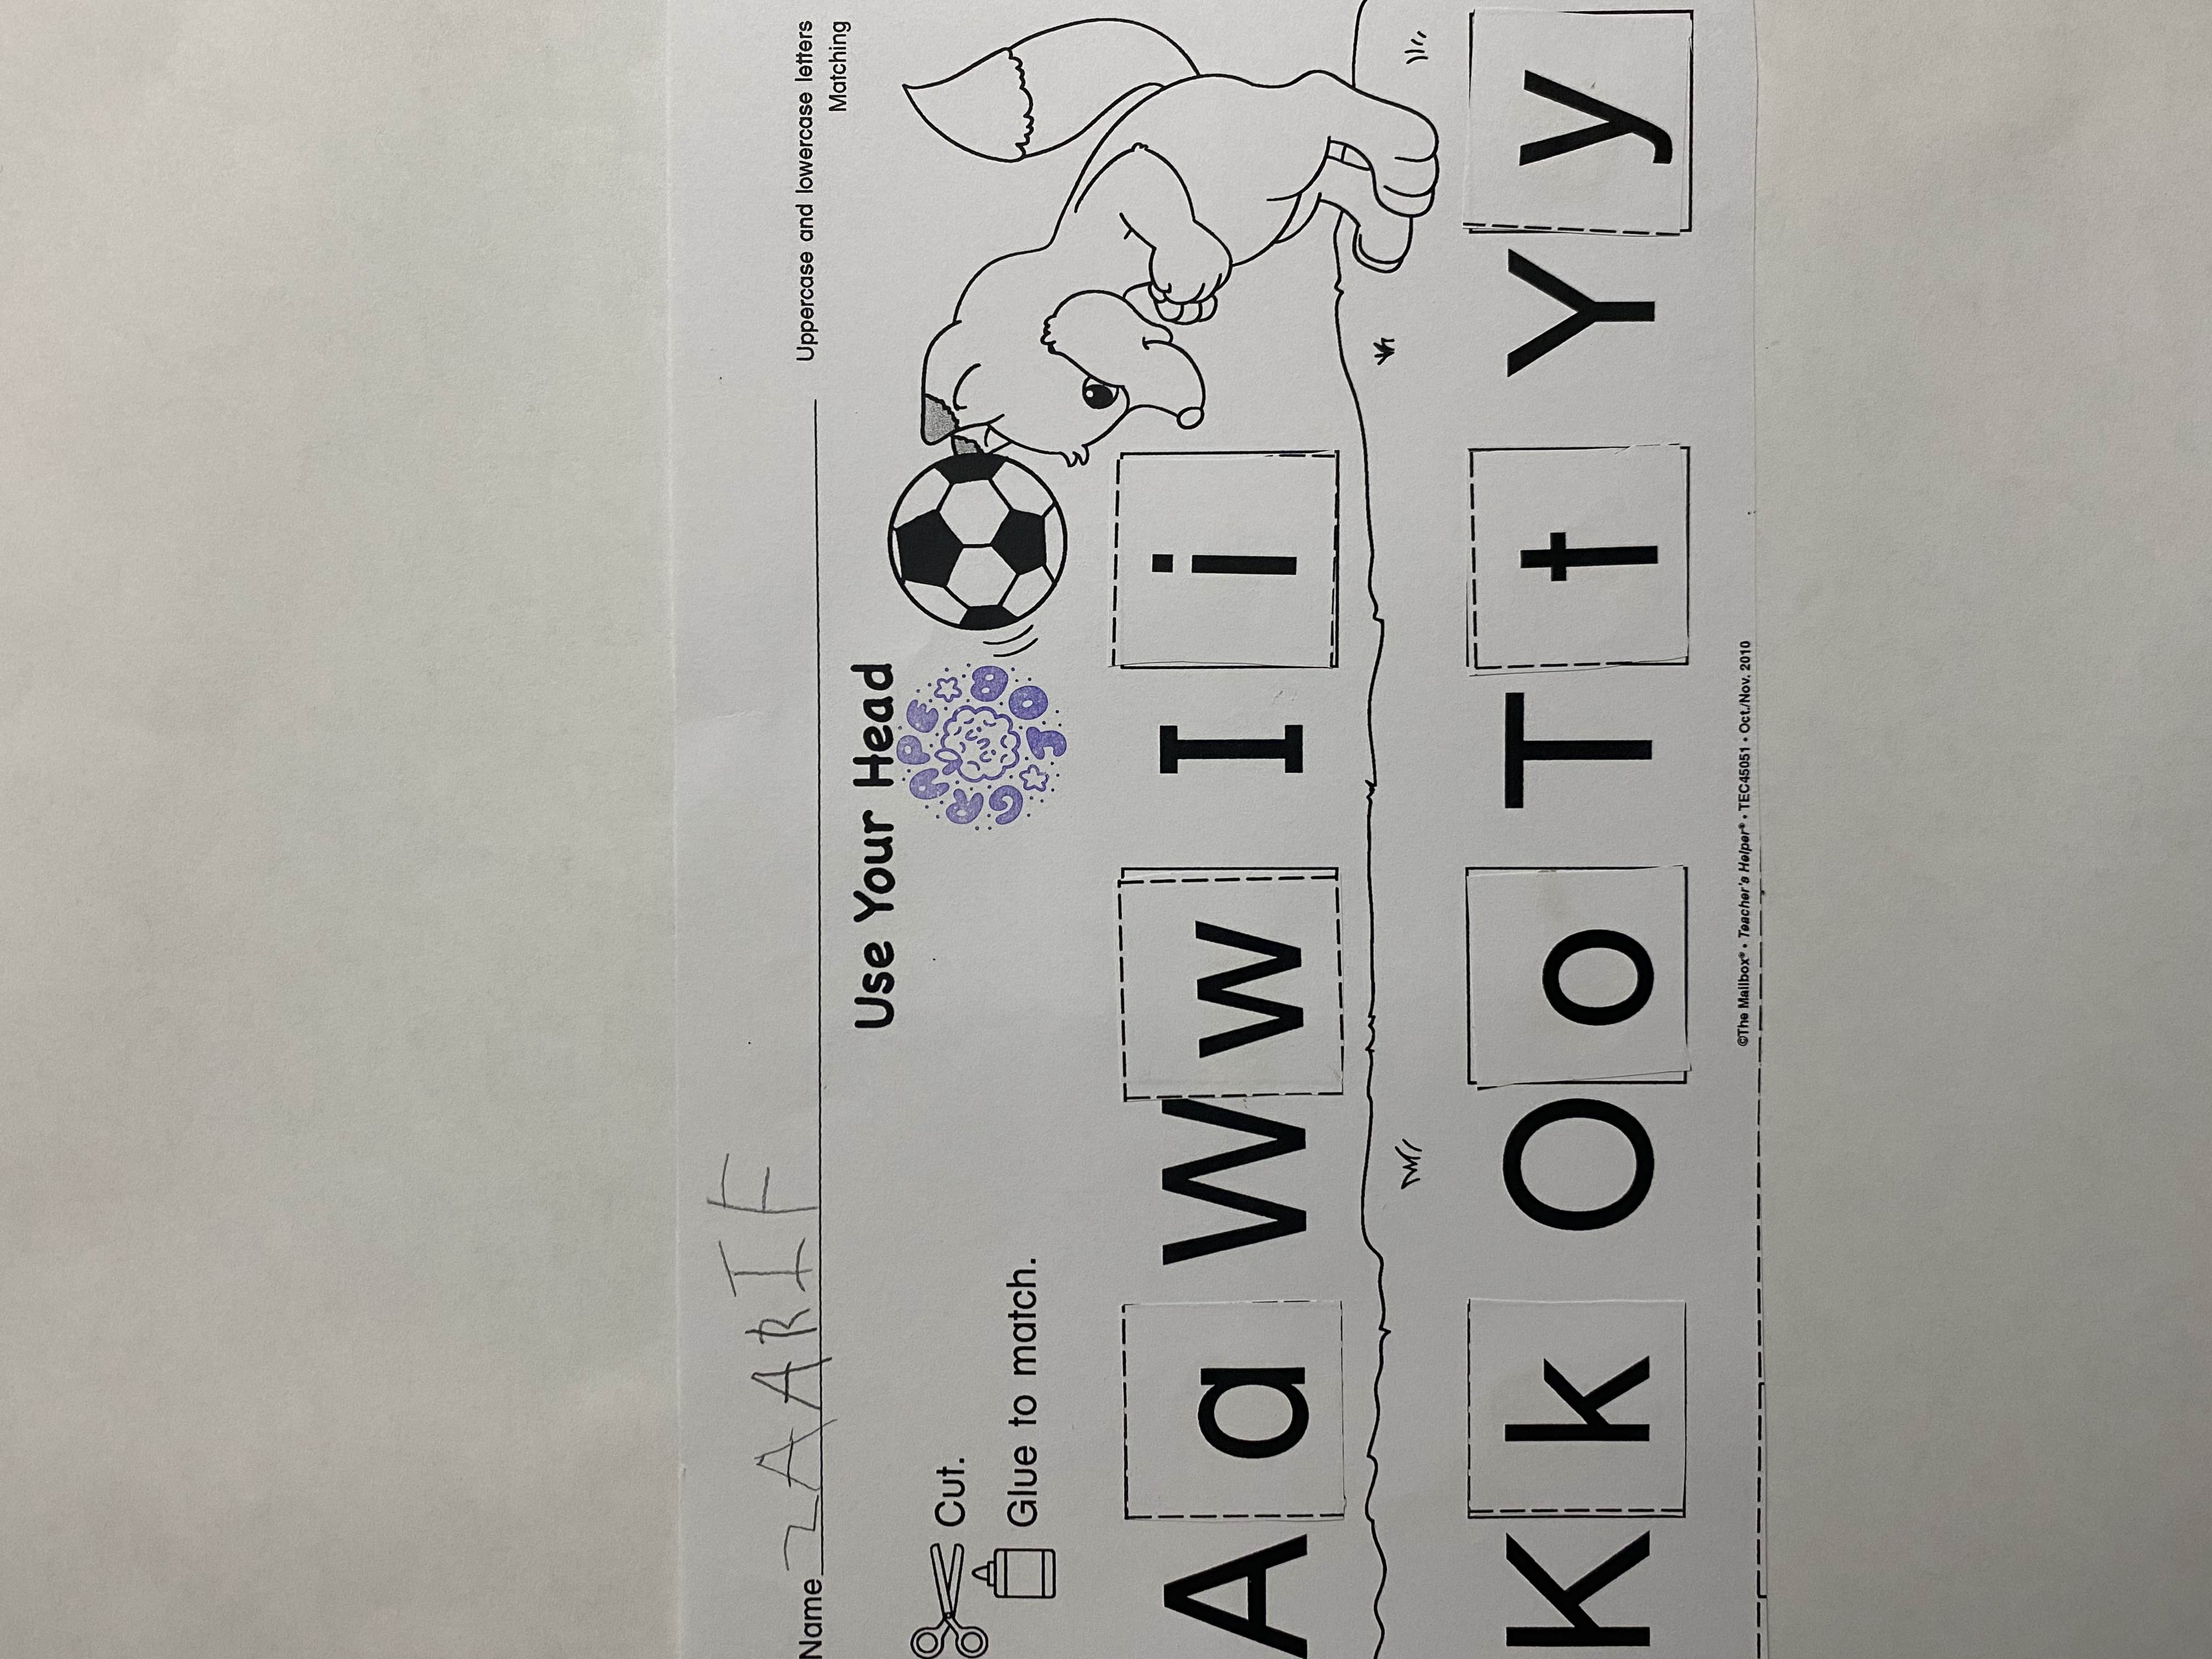 Name ZAARIF
Uppercase and lowercase letters
Matching
Use Your Head
GRAPE JOB
Cut.
Glue to match.
A a W w I i
K k O o T t Y y
©The Mailbox® • Teacher's Helper® • TEC45051 • Oct./Nov. 2010